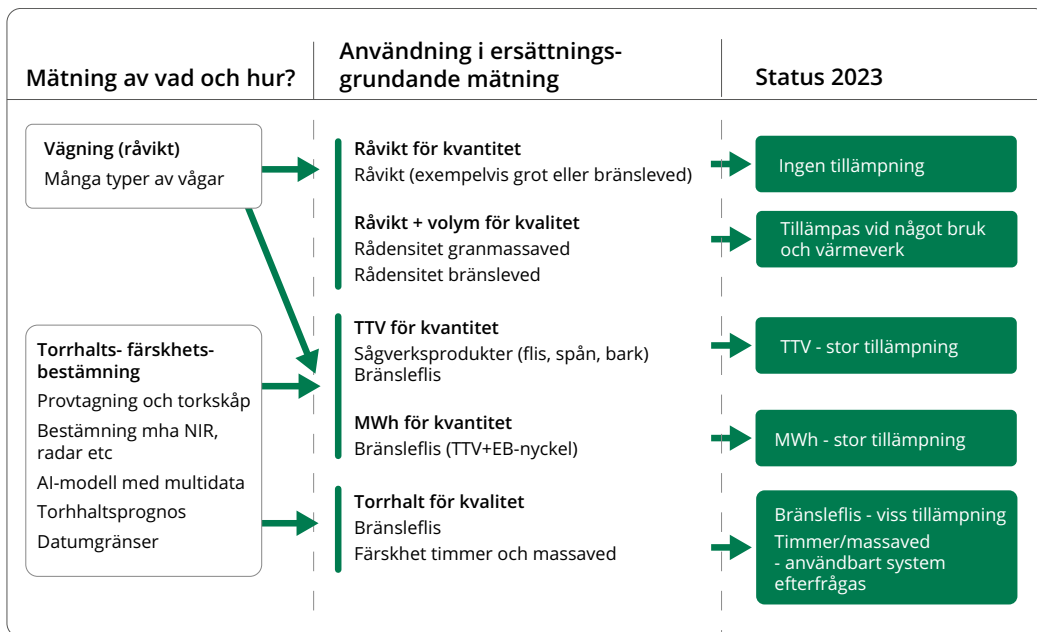 Mätning av vad och hur?
Användning i ersättnings-
grundande mätning
Status 2023
Vägning (råvikt)
Många typer av vågar
Torrhalts- färskhets-
bestämning
Provtagning och torkskåp
Bestämning mha NIR,
radar etc
AI-modell med multidata
Torhhaltsprognos
Datumgränser
Råvikt för kvantitet
Råvikt (exempelvis grot eller bränsleved)
Råvikt + volym för kvalitet
Rådensitet granmassaved
Rådensitet bränsleved
TTV för kvantitet
Sågverksprodukter (flis, spån, bark)
Bränsleflis
MWh för kvantitet
Bränsleflis (TTV+EB-nyckel)
Torrhalt för kvalitet
Bränsleflis
Färskhet timmer och massaved
Ingen tillämpning
Tillämpas vid något bruk
och värmeverk
TTV - stor tillämpning
MWh - stor tillämpning
Bränsleflis - viss tillämpning
Timmer/massaved
- användbart system
efterfrågas